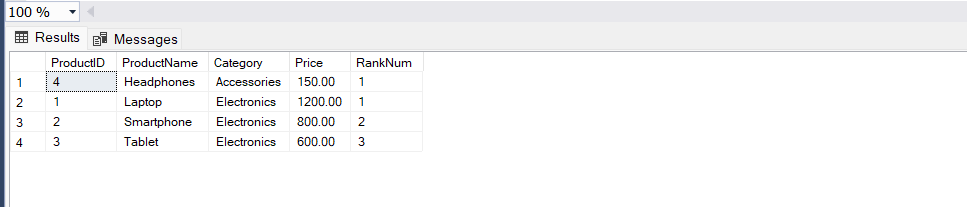 100 %
Results Messages
ProductID ProductName Category Price RankNum
1 4 Headphones Accessories 150.00 1
2 1 Laptop Electronics 1200.00 1
3 2 Smartphone Electronics 800.00 2
4 3 Tablet Electronics 600.00 3